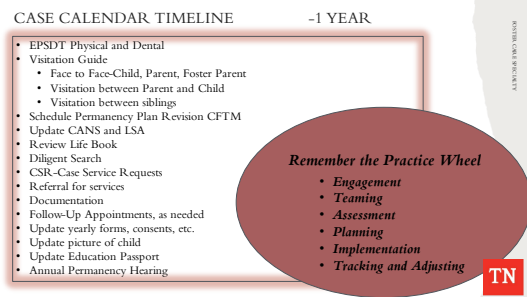 CASE CALENDAR TIMELINE -1 YEAR
• EPSDT Physical and Dental
• Visitation Guide
• Face to Face-Child, Parent, Foster Parent
• Visitation between Parent and Child
• Visitation between siblings
• Schedule Permanency Plan Revision CFTM
• Update CANS and LSA
• Review Life Book
• Diligent Search
• CSR-Case Service Requests
• Referral for services
• Documentation
• Follow-Up Appointments, as needed
• Update yearly forms, consents, etc.
• Update picture of child
• Update Education Passport
• Annual Permanency Hearing
Remember the Practice Wheel
• Engagement
• Teaming
• Assessment
• Planning
• Implementation
• Tracking and Adjusting
FOSTER CARE SPECIALTY
TN